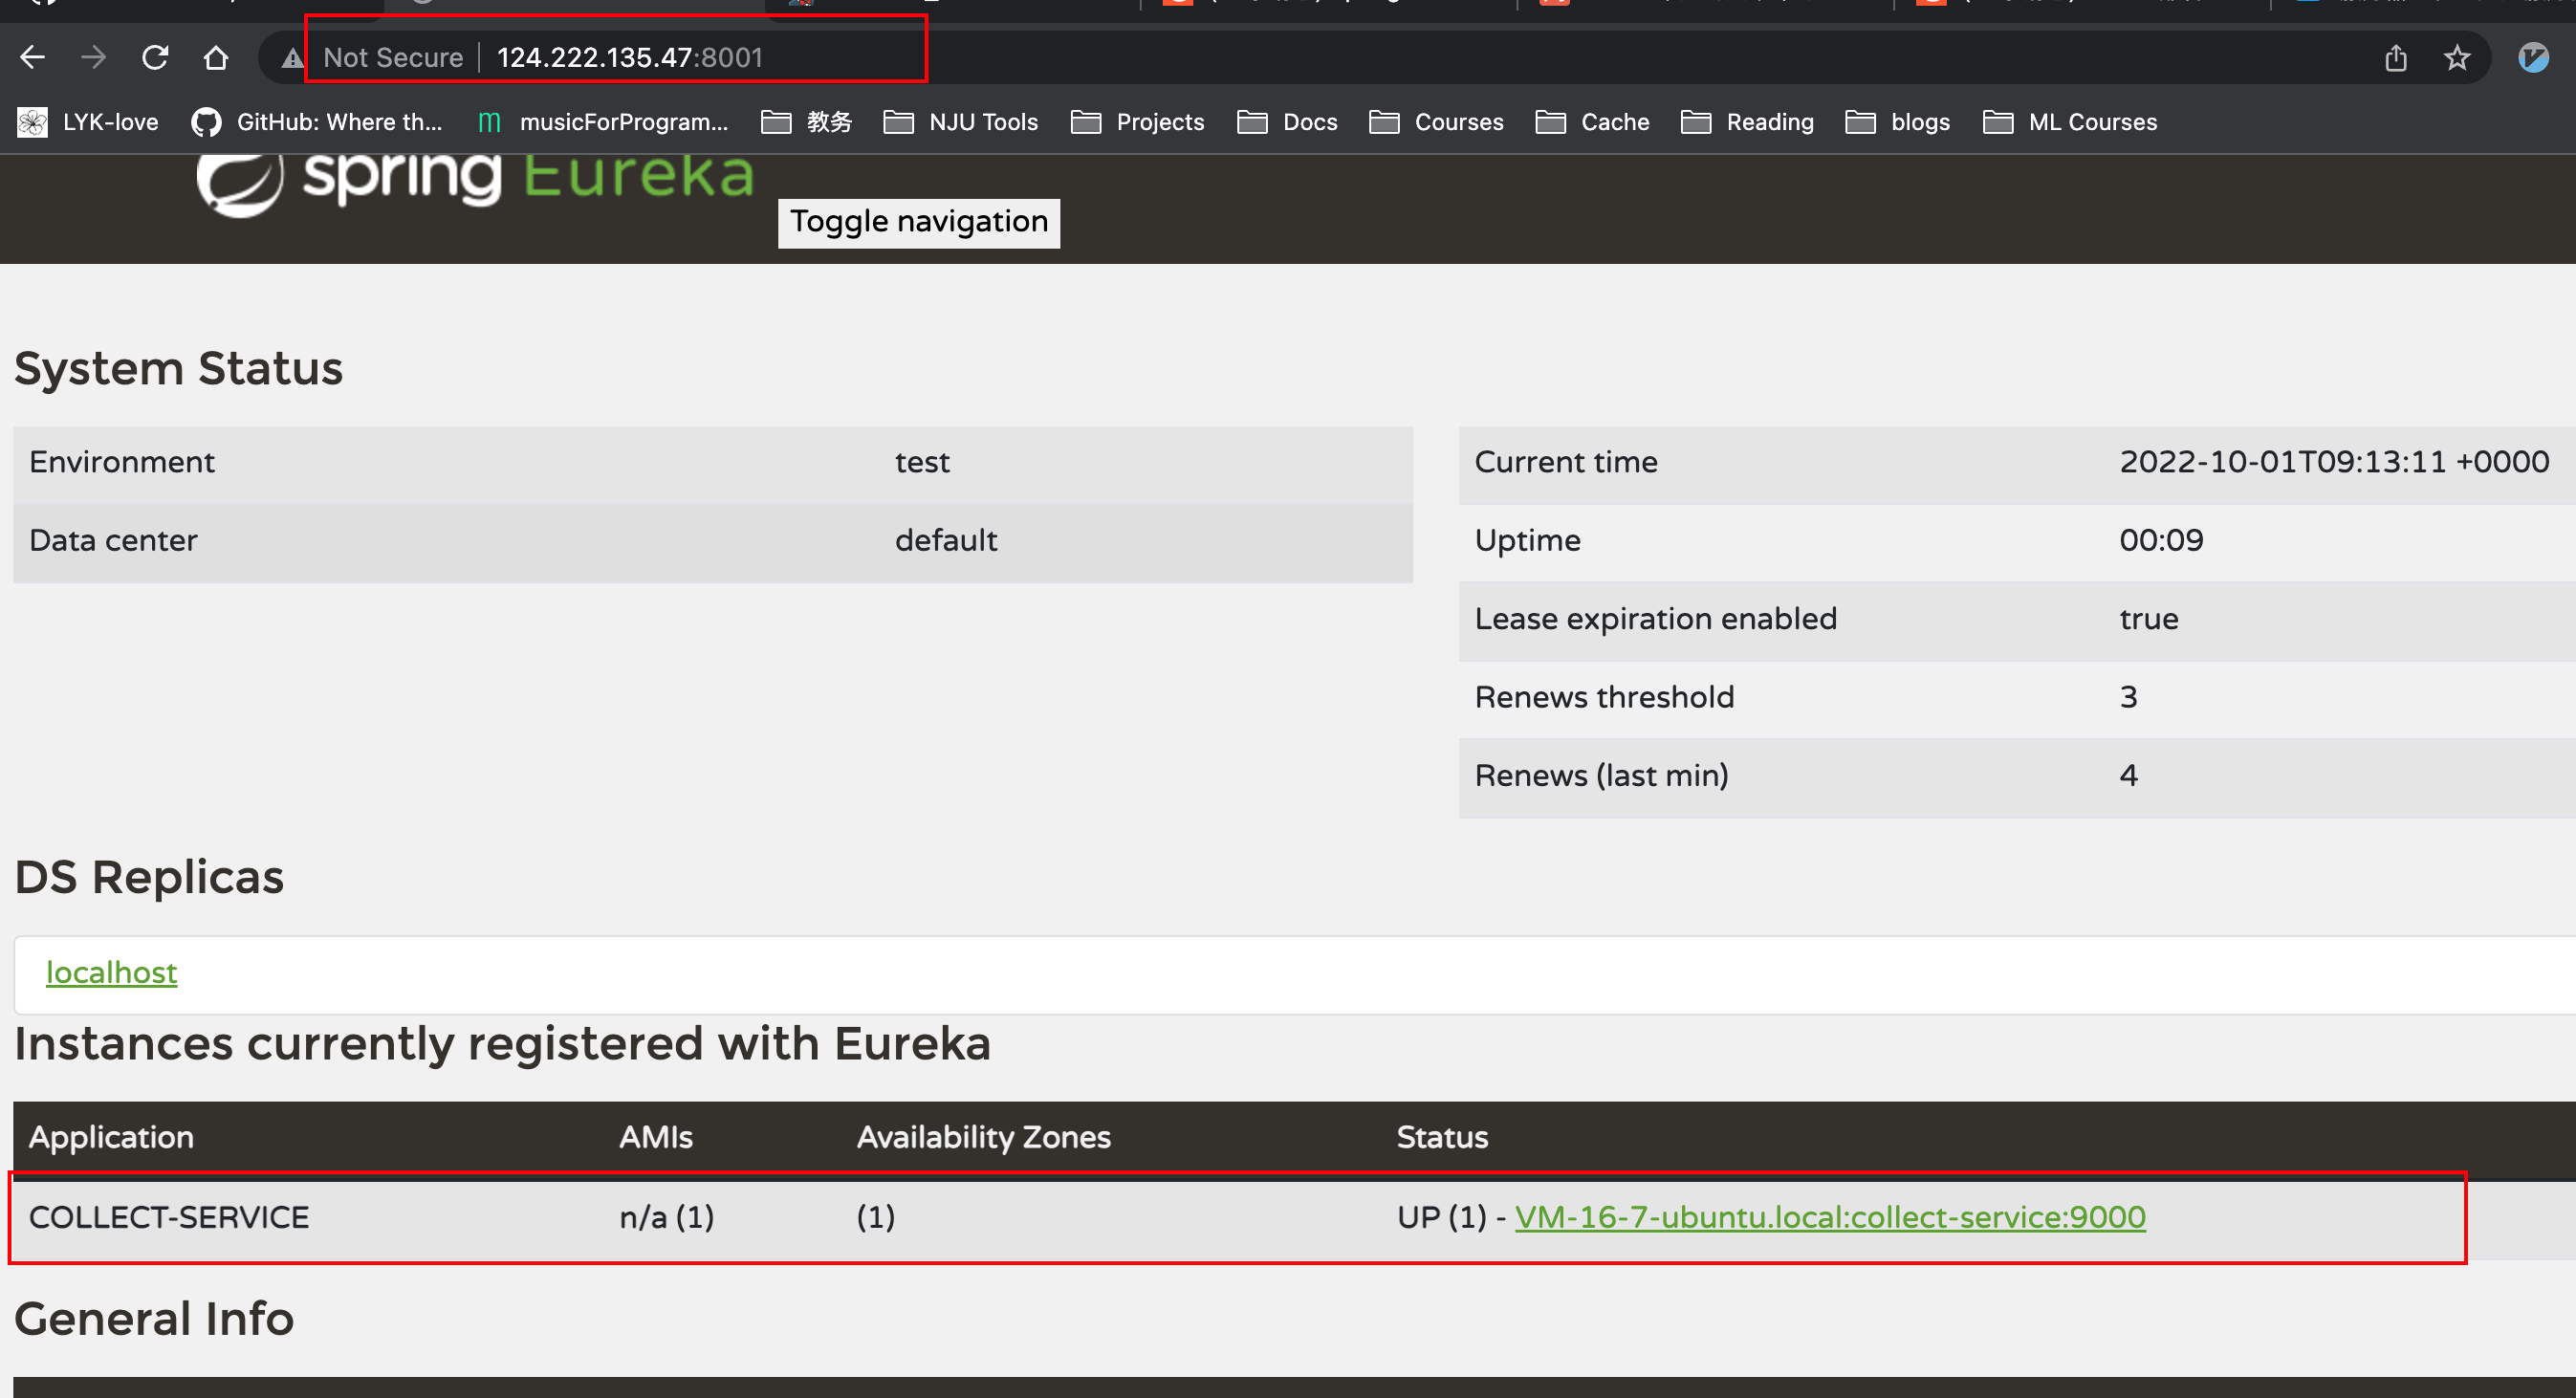 Not Secure | 124.222.135.47:8001
LYK-love GitHub: Where th... musicForProgram... 教务 NJU Tools Projects Docs Courses Cache Reading blogs ML Courses
spring Eureka
Toggle navigation
System Status
Environment test
Data center default
Current time 2022-10-01T09:13:11 +0000
Uptime 00:09
Lease expiration enabled true
Renews threshold 3
Renews (last min) 4
DS Replicas
localhost
Instances currently registered with Eureka
Application AMIs Availability Zones Status
COLLECT-SERVICE n/a (1) (1) UP (1) - VM-16-7-ubuntu.local:collect-service:9000
General Info